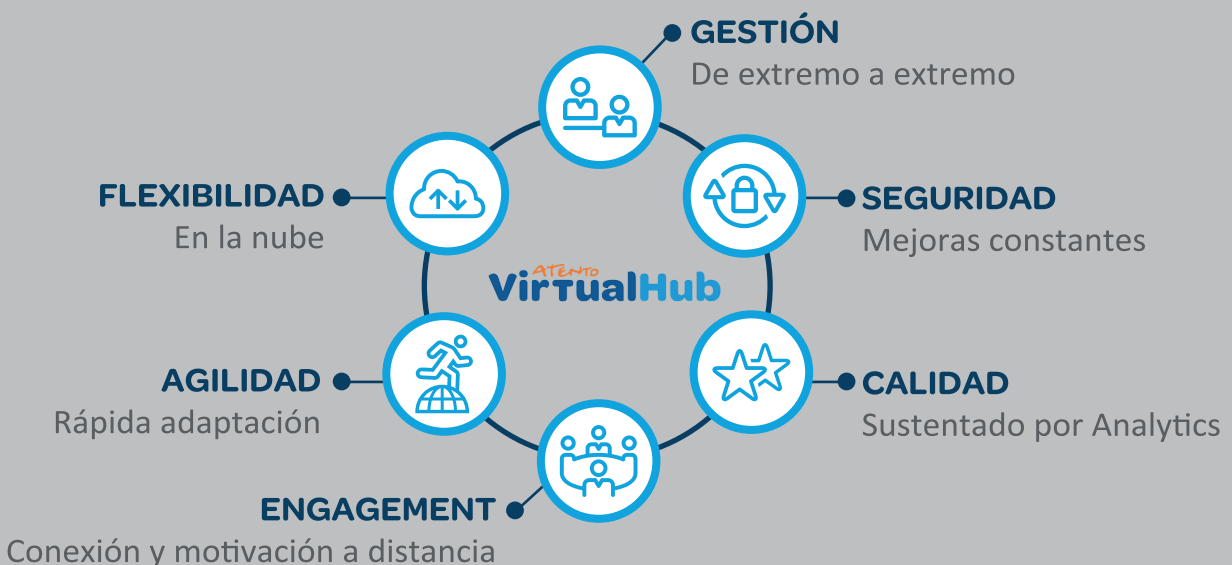 GESTIÓN
De extremo a extremo
FLEXIBILIDAD
En la nube
SEGURIDAD
Mejoras constantes
ATENTO
VirtualHub
AGILIDAD
Rápida adaptación
CALIDAD
Sustentado por Analytics
ENGAGEMENT
Conexión y motivación a distancia